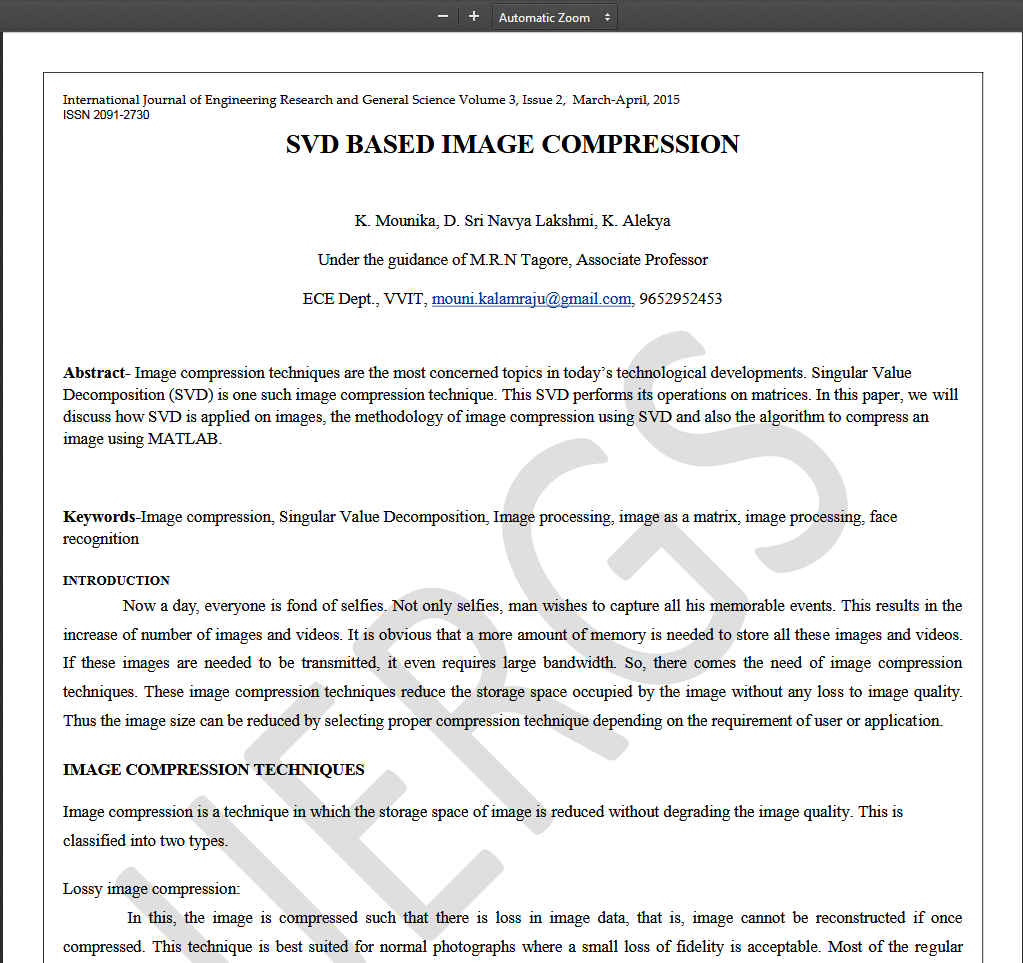 − + Automatic Zoom
International Journal of Engineering Research and General Science Volume 3, Issue 2, March-April, 2015
ISSN 2091-2730
SVD BASED IMAGE COMPRESSION
K. Mounika, D. Sri Navya Lakshmi, K. Alekya
Under the guidance of M.R.N Tagore, Associate Professor
ECE Dept., VVIT, mouni.kalamraju@gmail.com, 9652952453
Abstract- Image compression techniques are the most concerned topics in today’s technological developments. Singular Value
Decomposition (SVD) is one such image compression technique. This SVD performs its operations on matrices. In this paper, we will
discuss how SVD is applied on images, the methodology of image compression using SVD and also the algorithm to compress an
image using MATLAB.
Keywords-Image compression, Singular Value Decomposition, Image processing, image as a matrix, image processing, face
recognition
INTRODUCTION
Now a day, everyone is fond of selfies. Not only selfies, man wishes to capture all his memorable events. This results in the
increase of number of images and videos. It is obvious that a more amount of memory is needed to store all these images and videos.
If these images are needed to be transmitted, it even requires large bandwidth. So, there comes the need of image compression
techniques. These image compression techniques reduce the storage space occupied by the image without any loss to image quality.
Thus the image size can be reduced by selecting proper compression technique depending on the requirement of user or application.
IMAGE COMPRESSION TECHNIQUES
Image compression is a technique in which the storage space of image is reduced without degrading the image quality. This is
classified into two types.
Lossy image compression:
In this, the image is compressed such that there is loss in image data, that is, image cannot be reconstructed if once
compressed. This technique is best suited for normal photographs where a small loss of fidelity is acceptable. Most of the regular
ERGS